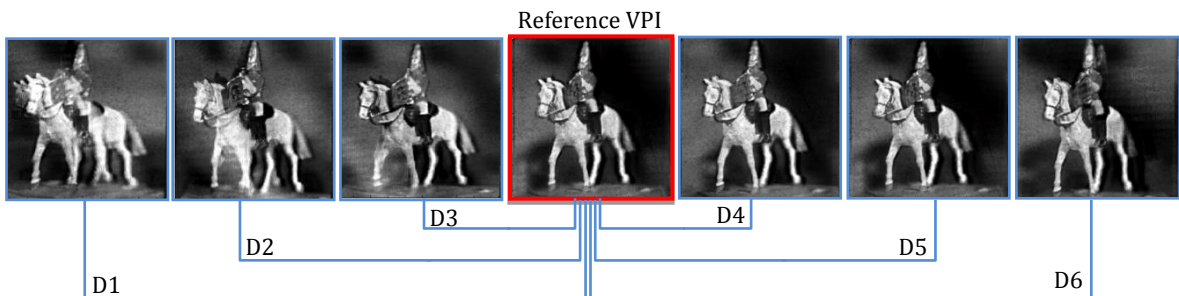 Reference VPI
D3
D4
D2
D5
D1
D6